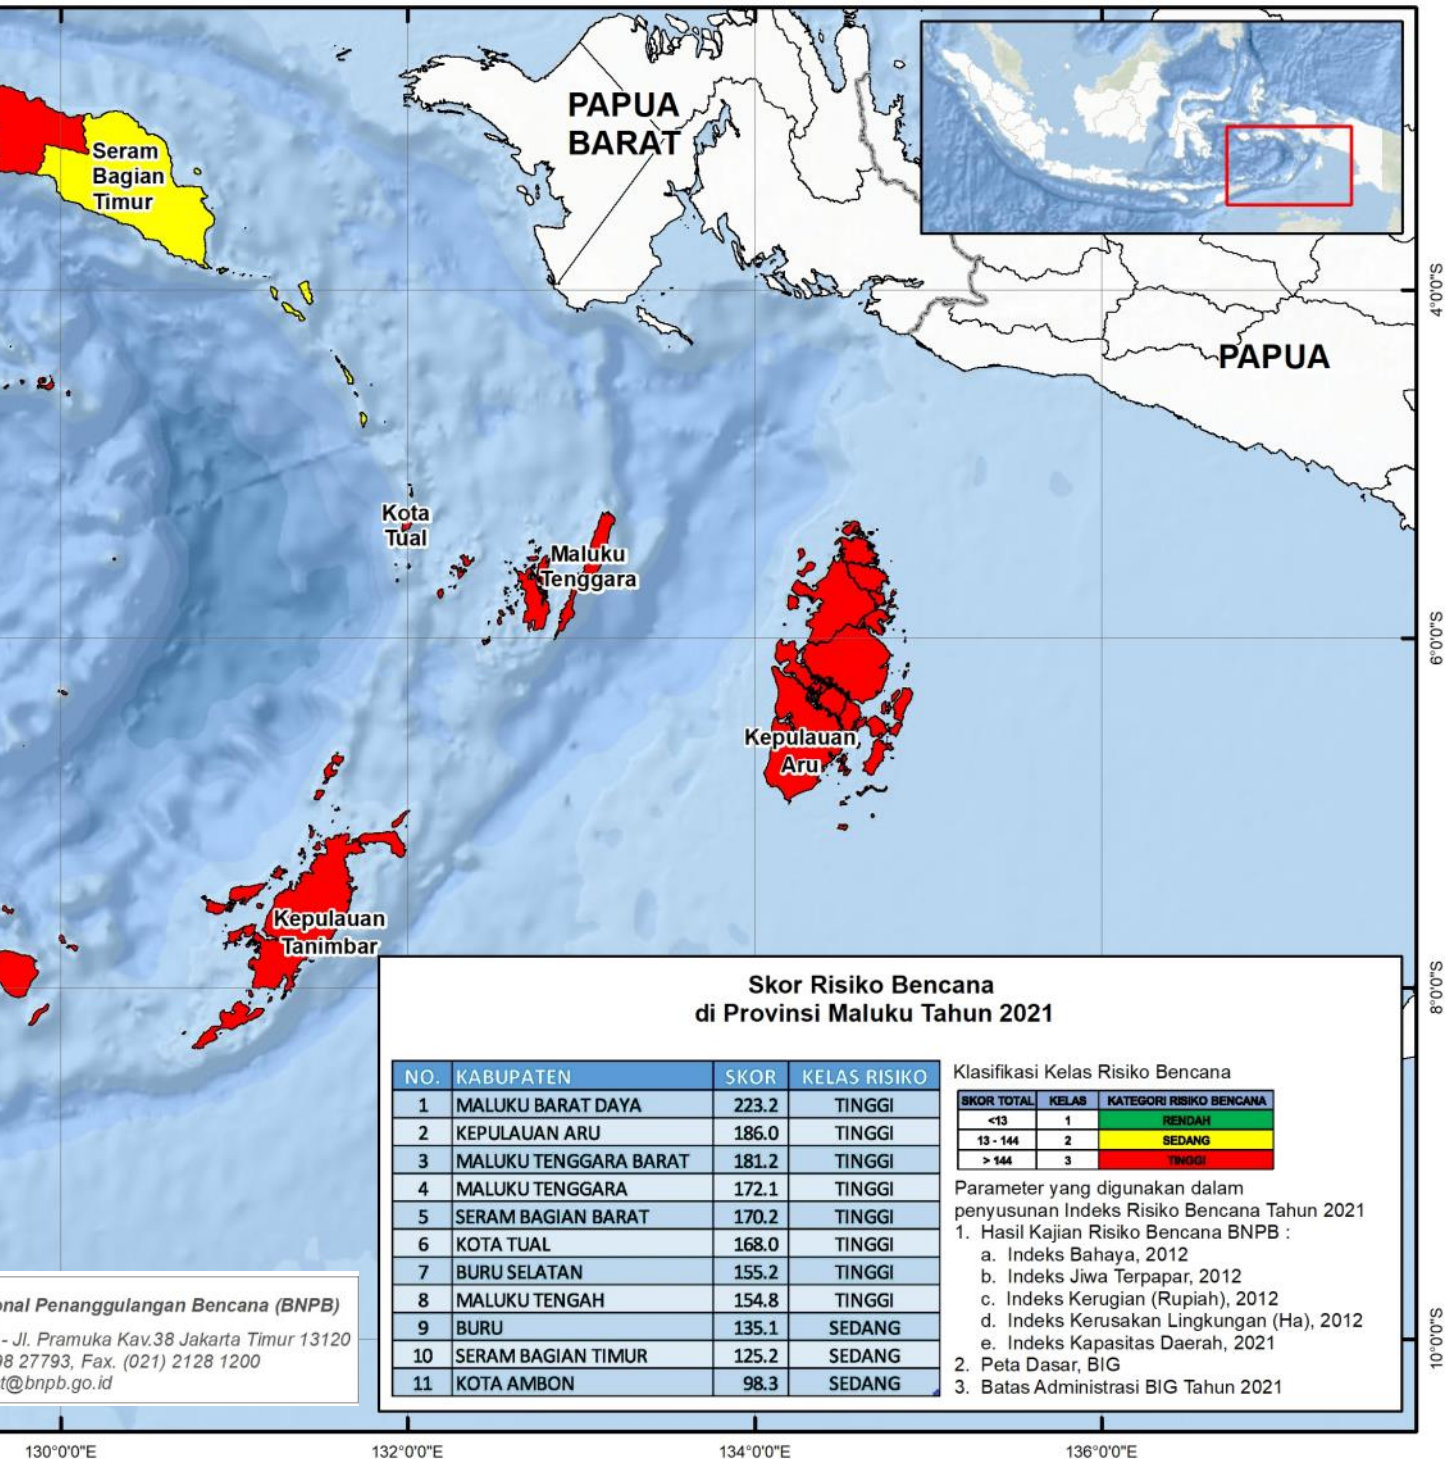 PAPUA
BARAT
Seram
Bagian
Timur
4°0'0"S
PAPUA
Kota
Tual
Maluku
Tenggara
6°0'0"S
Kepulauan
Aru
Kepulauan
Tanimbar
8°0'0"S
Skor Risiko Bencana
di Provinsi Maluku Tahun 2021
NO. KABUPATEN SKOR KELAS RISIKO
1 MALUKU BARAT DAYA 223.2 TINGGI
2 KEPULAUAN ARU 186.0 TINGGI
3 MALUKU TENGGARA BARAT 181.2 TINGGI
4 MALUKU TENGGARA 172.1 TINGGI
5 SERAM BAGIAN BARAT 170.2 TINGGI
6 KOTA TUAL 168.0 TINGGI
7 BURU SELATAN 155.2 TINGGI
8 MALUKU TENGAH 154.8 TINGGI
9 BURU 135.1 SEDANG
10 SERAM BAGIAN TIMUR 125.2 SEDANG
11 KOTA AMBON 98.3 SEDANG
Klasifikasi Kelas Risiko Bencana
SKOR TOTAL KELAS KATEGORI RISIKO BENCANA
<13 1 RENDAH
13 - 144 2 SEDANG
> 144 3 TINGGI
Parameter yang digunakan dalam
penyusunan Indeks Risiko Bencana Tahun 2021
1. Hasil Kajian Risiko Bencana BNPB :
a. Indeks Bahaya, 2012
b. Indeks Jiwa Terpapar, 2012
c. Indeks Kerugian (Rupiah), 2012
d. Indeks Kerusakan Lingkungan (Ha), 2012
e. Indeks Kapasitas Daerah, 2021
2. Peta Dasar, BIG
3. Batas Administrasi BIG Tahun 2021
onal Penanggulangan Bencana (BNPB)
- Jl. Pramuka Kav.38 Jakarta Timur 13120
98 27793, Fax. (021) 2128 1200
t@bnpb.go.id
10°0'0"S
130°0'0"E 132°0'0"E 134°0'0"E 136°0'0"E